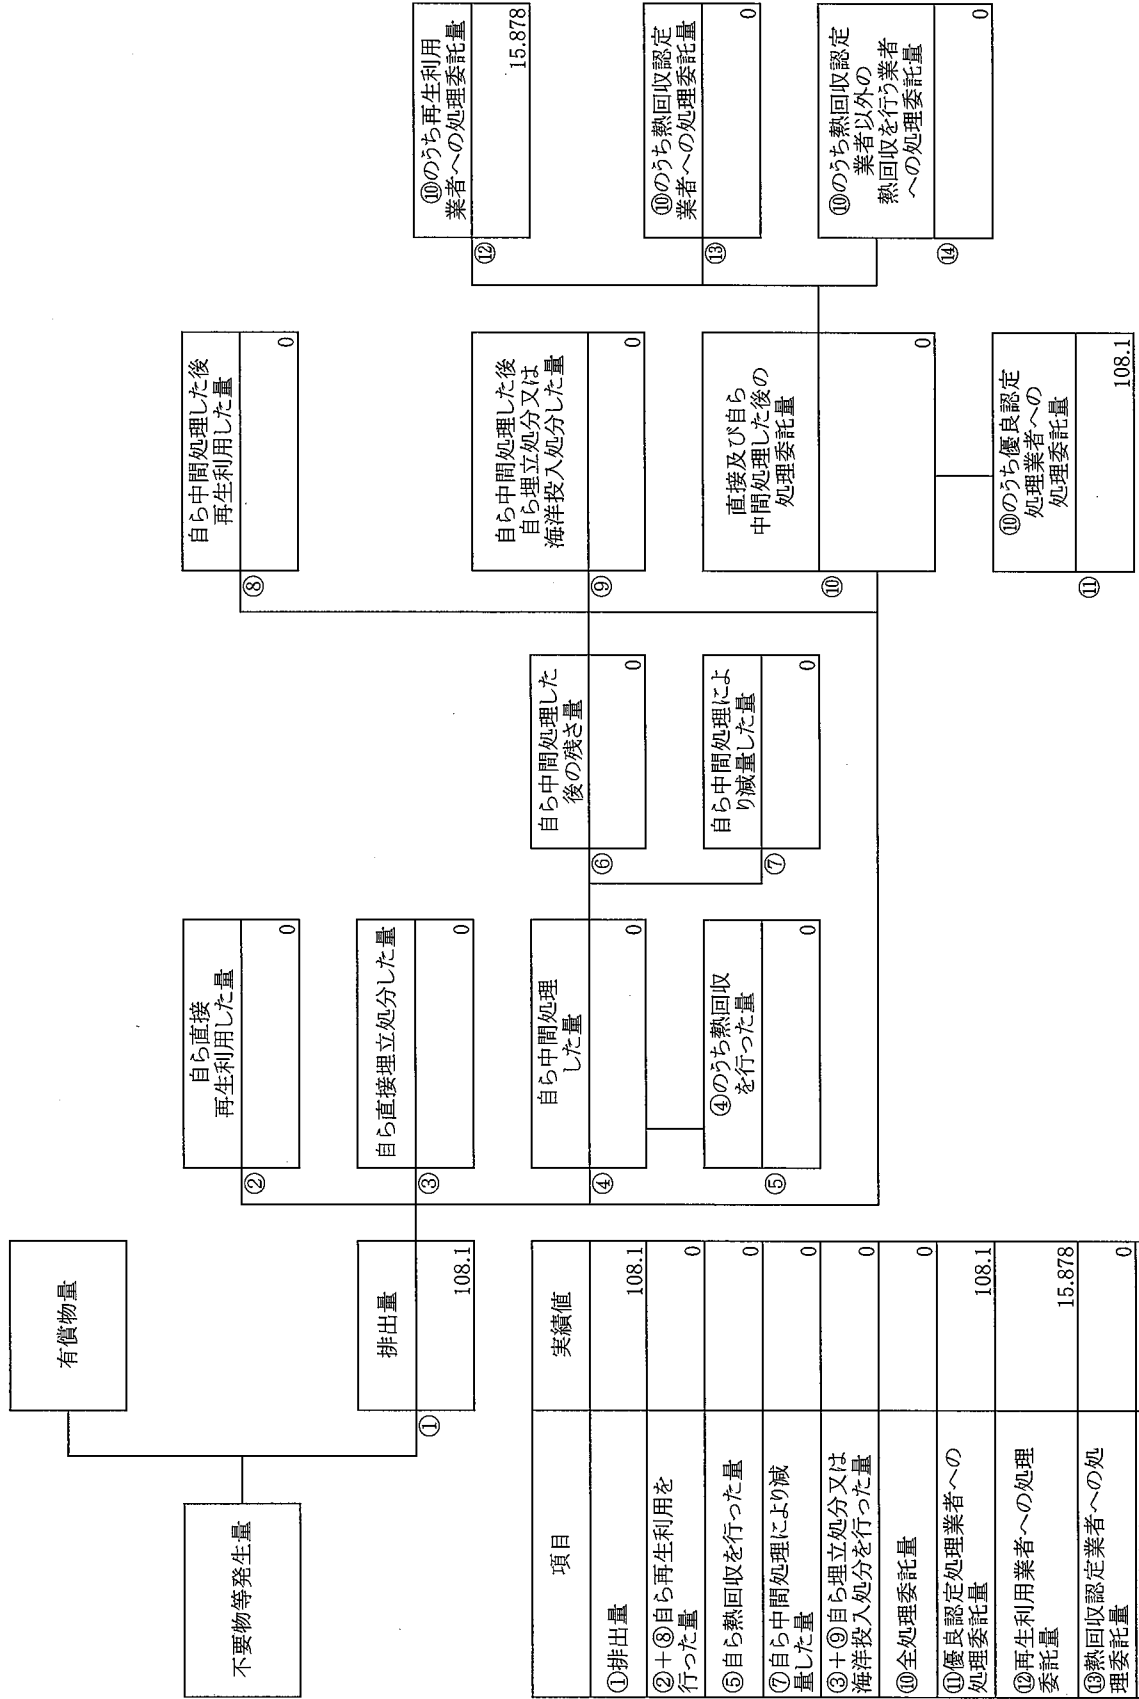 不要物等発生量
有償物量
①
排出量
108.1
②
自ら直接
再生利用した量
0
③
自ら直接埋立処分した量
0
④
自ら中間処理
した量
0
⑤
④のうち熱回収
を行った量
0
⑥
自ら中間処理した
後の残さ量
0
⑦
自ら中間処理によ
り減量した量
0
⑧
自ら中間処理した後
再生利用した量
0
⑨
自ら中間処理した後
自ら埋立処分又は
海洋投入処分した量
0
⑩
直接及び自ら
中間処理した後の
処理委託量
0
⑪
⑩のうち優良認定
処理業者への
処理委託量
108.1
⑫
⑩のうち再生利用
業者への処理委託量
15.878
⑬
⑩のうち熱回収認定
業者への処理委託量
0
⑭
⑩のうち熱回収認定
業者以外の
熱回収を行う業者
への処理委託量
0
項目 実績値
①排出量 108.1
②+⑧自ら再生利用を
行った量 0
⑤自ら熱回収を行った量 0
⑦自ら中間処理により減
量した量 0
③+⑨自ら埋立処分又は
海洋投入処分を行った量 0
⑩全処理委託量 0
⑪優良認定処理業者への
処理委託量 108.1
⑫再生利用業者への処理
委託量 15.878
⑬熱回収認定業者への処
理委託量 0